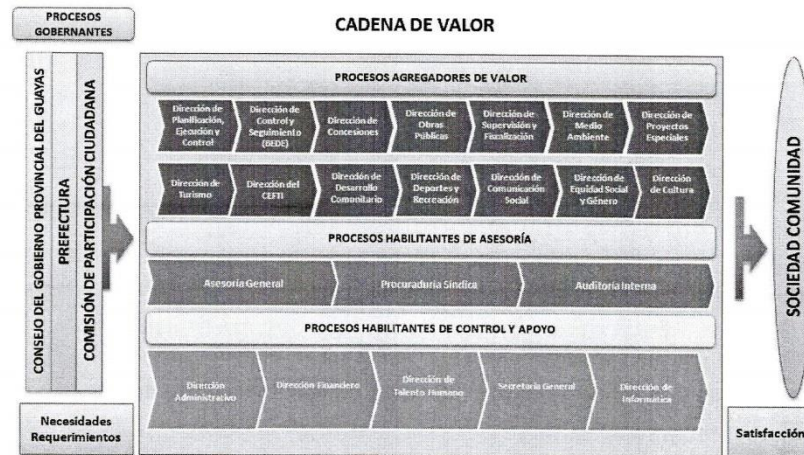 PROCESOS
GOBERNANTES
CADENA DE VALOR
CONSEJO DEL GOBIERNO PROVINCIAL DEL GUAYAS
PREFECTURA
COMISIÓN DE PARTICIPACIÓN CIUDADANA
PROCESOS AGREGADORES DE VALOR
Dirección de
Planificación,
Ejecución y
Control
Dirección de
Control y
Seguimiento
(BEDE)
Dirección de
Concesiones
Dirección de
Obras
Públicas
Dirección de
Supervisión y
Fiscalización
Dirección de
Medio
Ambiente
Dirección de
Proyectos
Especiales
Dirección de
Turismo
Dirección del
CEFTI
Dirección de
Desarrollo
Comunitario
Dirección de
Deportes y
Recreación
Dirección de
Comunicación
Social
Dirección de
Equidad Social
y Género
Dirección
de Cultura
PROCESOS HABILITANTES DE ASESORÍA
Asesoría General
Procuraduría Síndica
Auditoría Interna
PROCESOS HABILITANTES DE CONTROL Y APOYO
Dirección
Administrativo
Dirección Financiero
Dirección de
Talento Humano
Secretaría General
Dirección de
Informática
SOCIEDAD COMUNIDAD
Necesidades
Requerimientos
Satisfacción